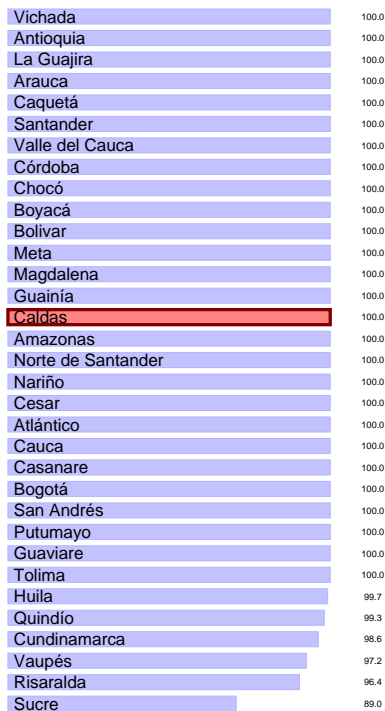 Vichada 100.0
Antioquia 100.0
La Guajira 100.0
Arauca 100.0
Caquetá 100.0
Santander 100.0
Valle del Cauca 100.0
Córdoba 100.0
Chocó 100.0
Boyacá 100.0
Bolivar 100.0
Meta 100.0
Magdalena 100.0
Guainía 100.0
Caldas 100.0
Amazonas 100.0
Norte de Santander 100.0
Nariño 100.0
Cesar 100.0
Atlántico 100.0
Cauca 100.0
Casanare 100.0
Bogotá 100.0
San Andrés 100.0
Putumayo 100.0
Guaviare 100.0
Tolima 100.0
Huila 99.7
Quindío 99.3
Cundinamarca 98.6
Vaupés 97.2
Risaralda 96.4
Sucre 89.0